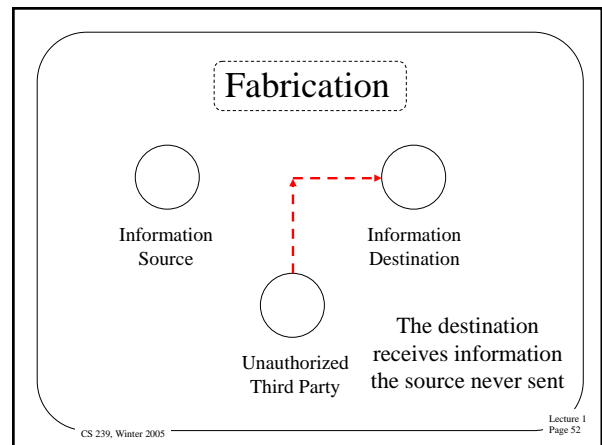 Fabrication
Information
Source
Information
Destination
Unauthorized
Third Party
The destination
receives information
the source never sent
CS 239, Winter 2005
Lecture 1
Page 52